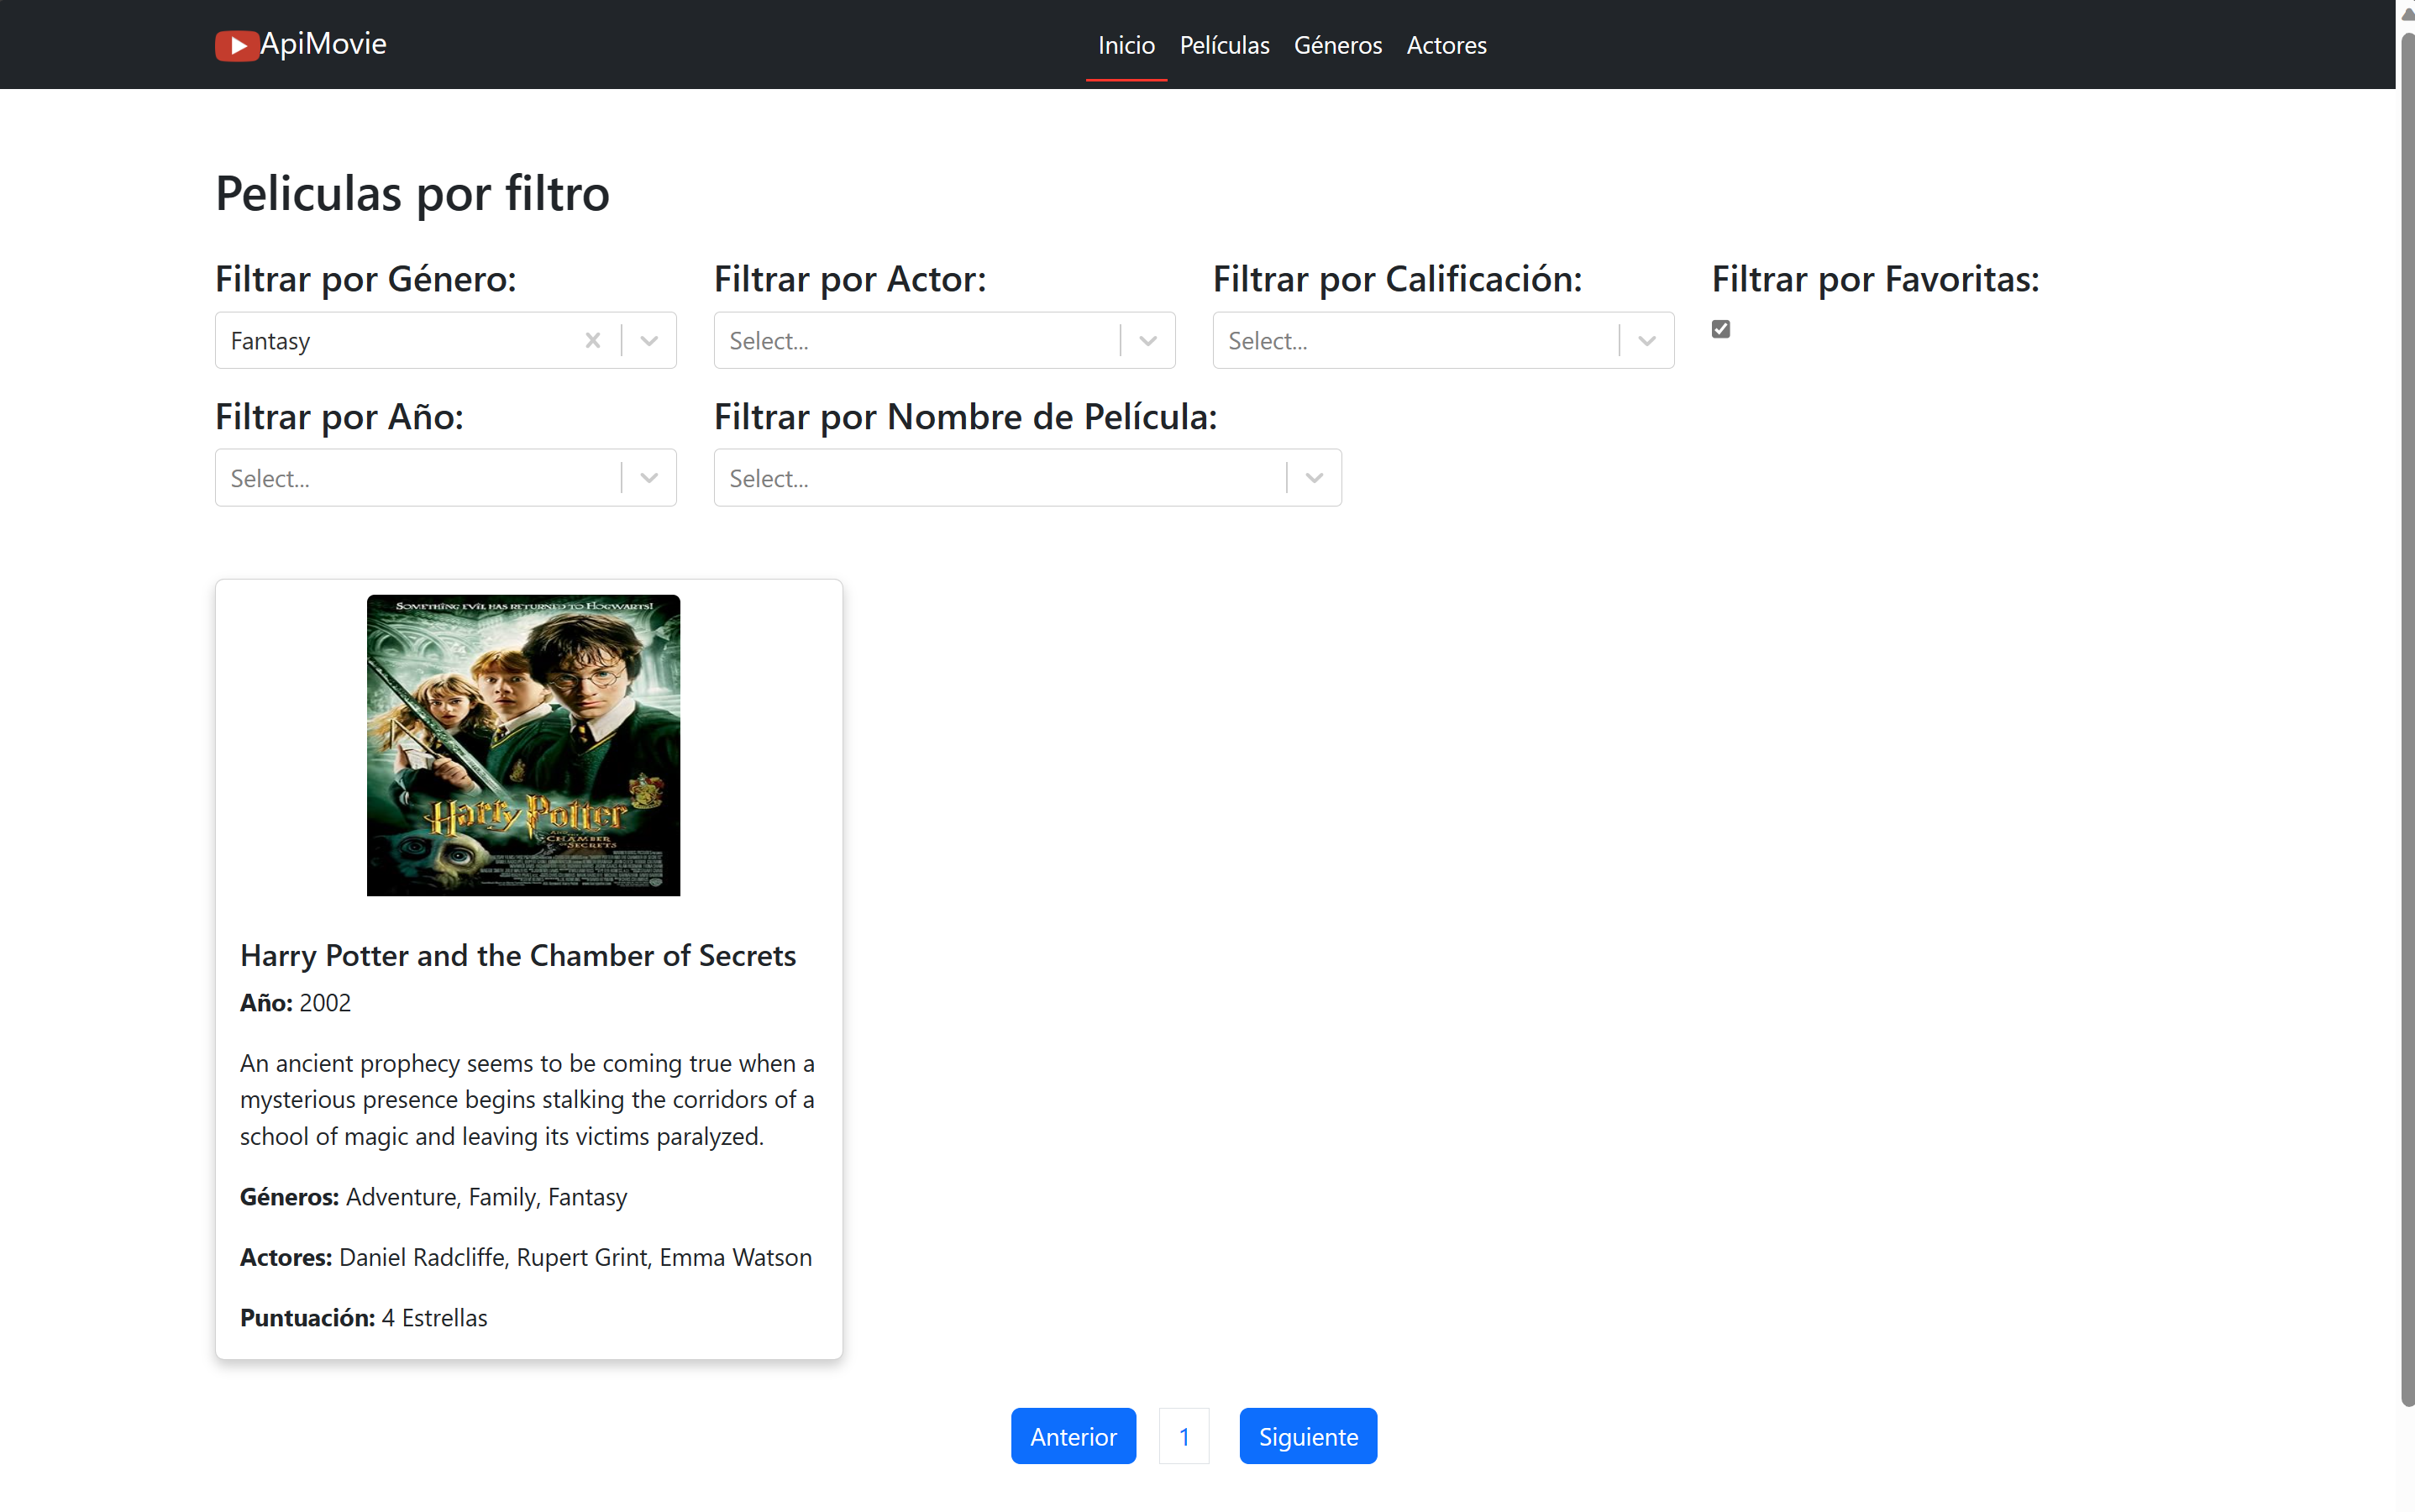 ApiMovie
Inicio Películas Géneros Actores
Peliculas por filtro
Filtrar por Género: Filtrar por Actor: Filtrar por Calificación: Filtrar por Favoritas:
Fantasy Select... Select...
Filtrar por Año: Filtrar por Nombre de Película:
Select... Select...
SOMETHING EVIL HAS RETURNED TO HOGWARTS!
Harry Potter
AND THE
CHAMBER
OF SECRETS
Harry Potter and the Chamber of Secrets
Año: 2002
An ancient prophecy seems to be coming true when a
mysterious presence begins stalking the corridors of a
school of magic and leaving its victims paralyzed.
Géneros: Adventure, Family, Fantasy
Actores: Daniel Radcliffe, Rupert Grint, Emma Watson
Puntuación: 4 Estrellas
Anterior 1 Siguiente